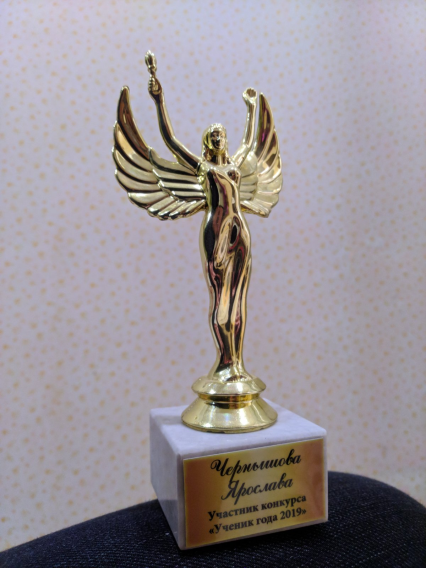 Чернышова
Ярослава
Участник конкурса
«Ученик года 2019»